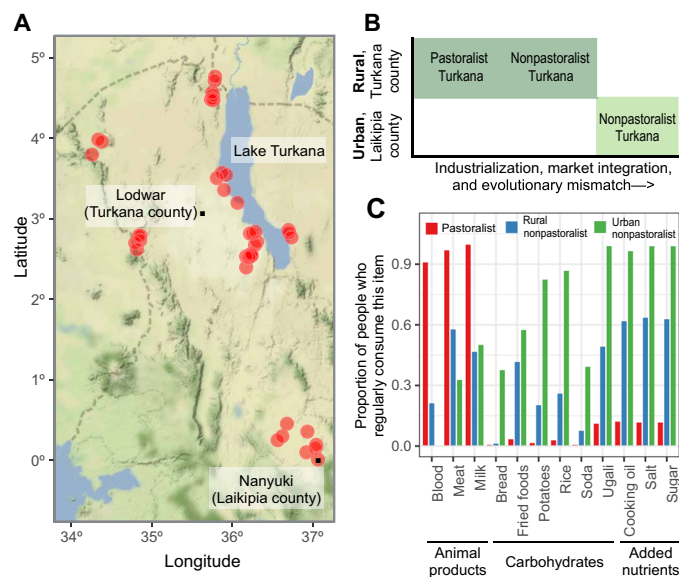 A
5°
4°
3°
2°
1°
0°
Latitude
34°
35°
36°
37°
Longitude
Lake Turkana
Lodwar
(Turkana county)
Nanyuki
(Laikipia county)
B
Rural,
Turkana
county
Urban,
Laikipia
county
Pastoralist
Turkana
Nonpastoralist
Turkana
Nonpastoralist
Turkana
Industrialization, market integration,
and evolutionary mismatch—>
C
Pastoralist
Rural
nonpastoralist
Urban
nonpastoralist
Proportion of people who
regularly consume this item
0.9
0.6
0.3
0.0
Blood
Meat
Milk
Bread
Fried foods
Potatoes
Rice
Soda
Ugali
Cooking oil
Salt
Sugar
Animal
products
Carbohydrates
Added
nutrients